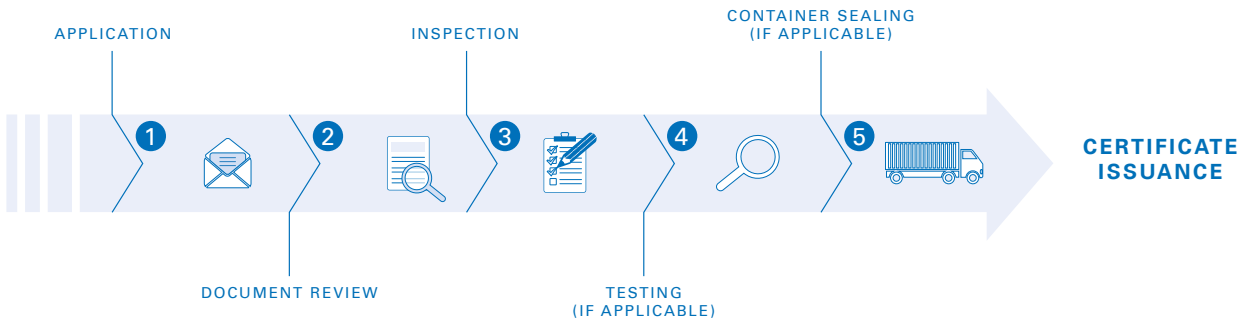 APPLICATION
1
DOCUMENT REVIEW
2
INSPECTION
3
TESTING
(IF APPLICABLE)
4
CONTAINER SEALING
(IF APPLICABLE)
5
CERTIFICATE
ISSUANCE